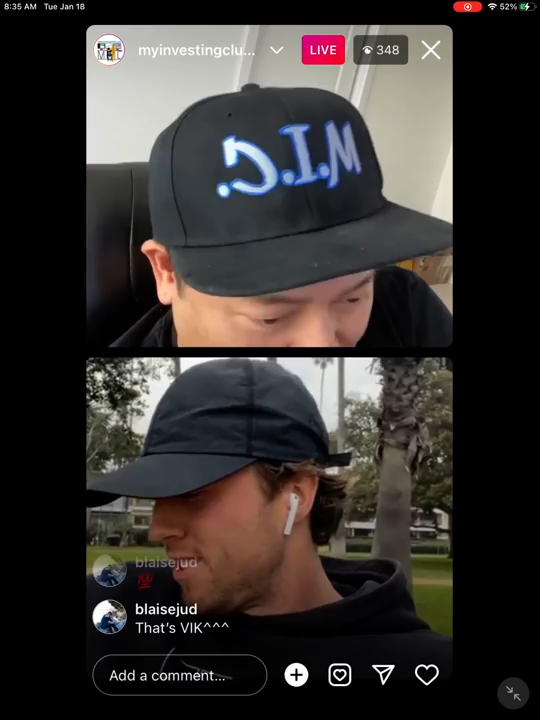 8:35 AM Tue Jan 18
52%
myinvestingclu...
LIVE
348
M.I.C.
blaisejud
💯
blaisejud
That's VIK^^^
Add a comment...